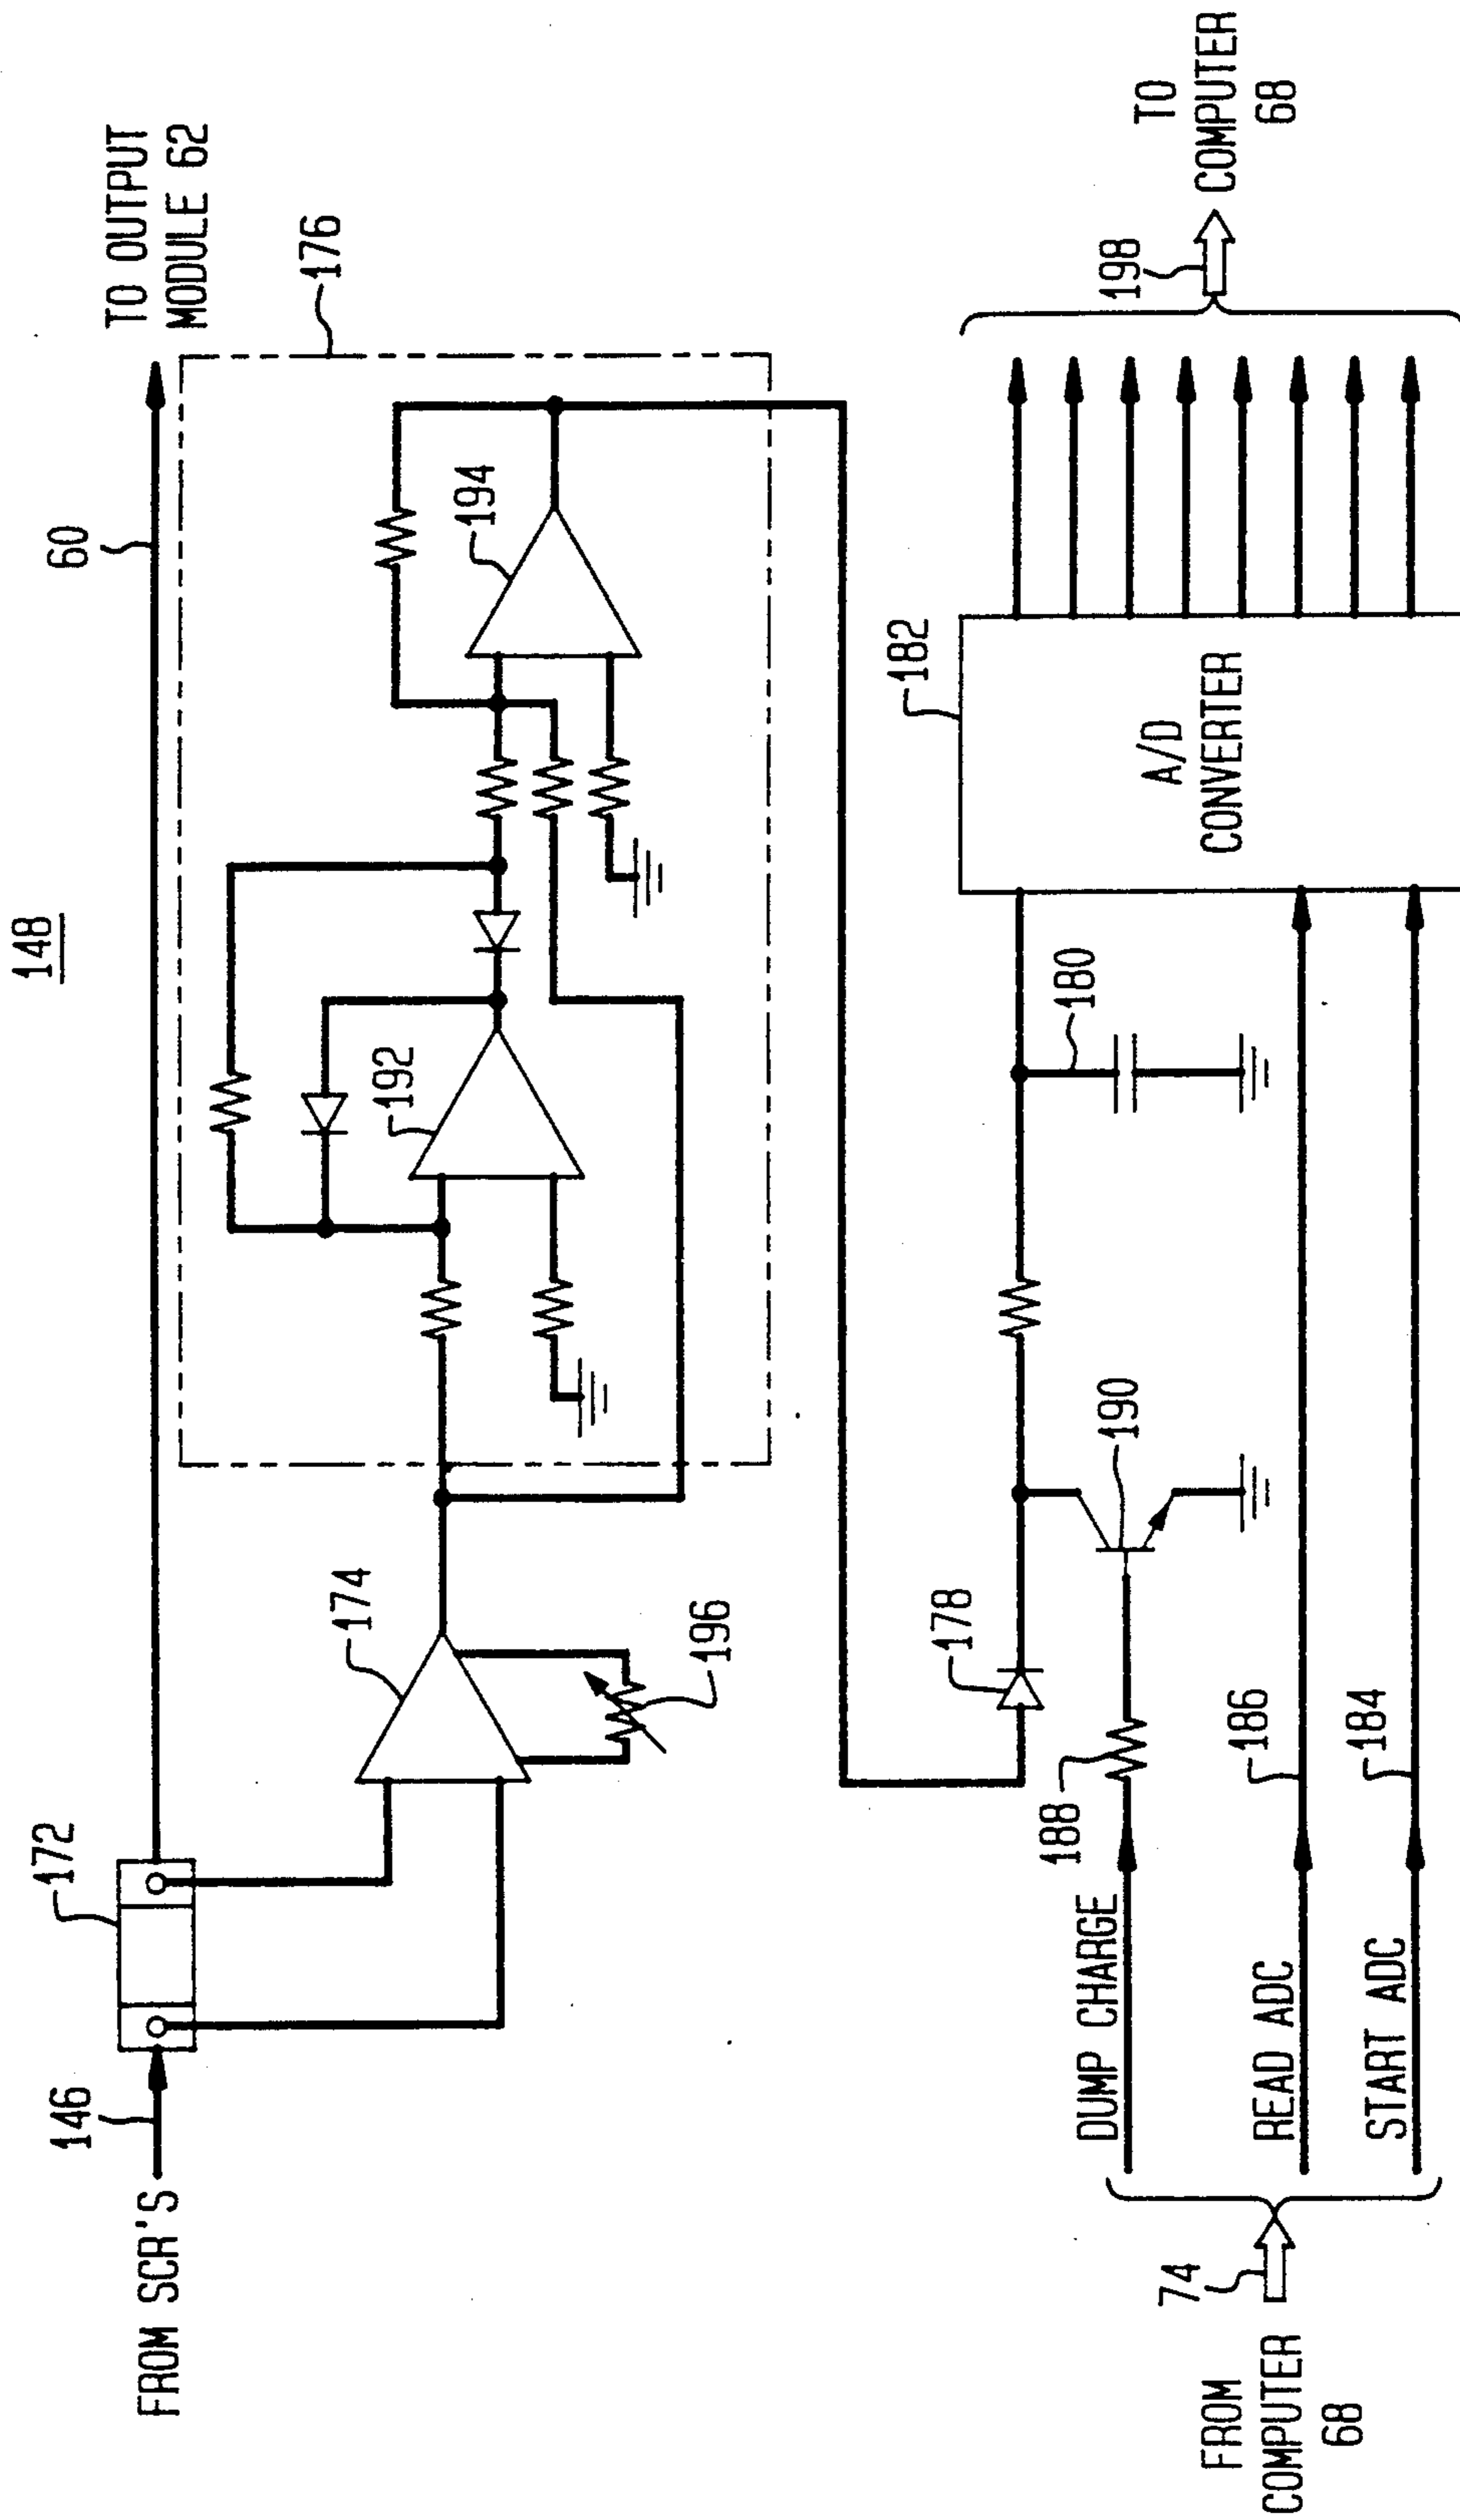 148
FROM SCR'S
146
172
60
TO OUTPUT
MODULE 62
174
196
176
192
194
FROM
COMPUTER
68
74
DUMP CHARGE
READ ADC
START ADC
188
186
184
178
190
180
182
A/D
CONVERTER
198
TO
COMPUTER
68